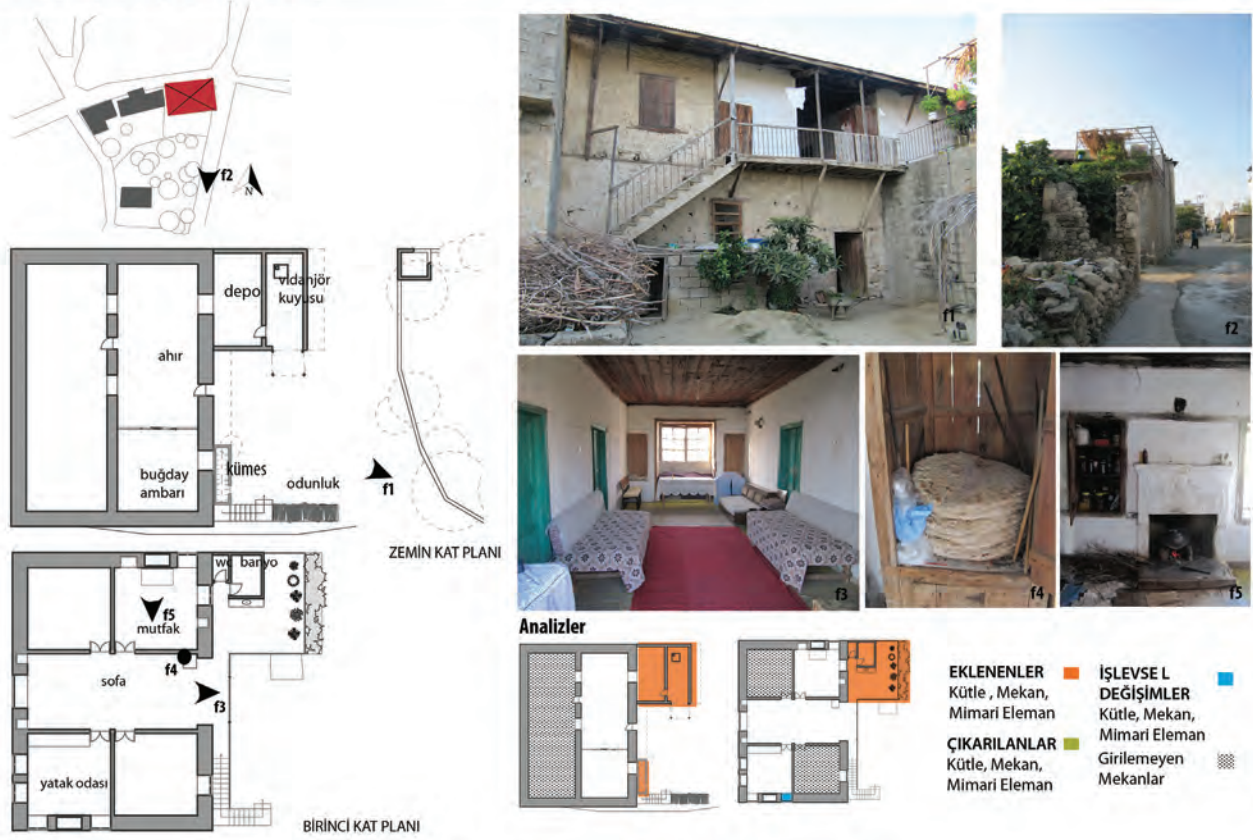 f2
N
depo
vidanjör
kuyusu
ahır
buğday
ambarı
kümes
odunluk
f1
ZEMİN KAT PLANI
wc banyo
f5
mutfak
f4
sofa
f3
yatak odası
BİRİNCİ KAT PLANI
f1
f2
f3
f4
f5
Analizler
EKLENENLER
Kütle , Mekan,
Mimari Eleman
ÇIKARILANLAR
Kütle, Mekan,
Mimari Eleman
İŞLEVSE L
DEĞİŞİMLER
Kütle, Mekan,
Mimari Eleman
Girilemeyen
Mekanlar